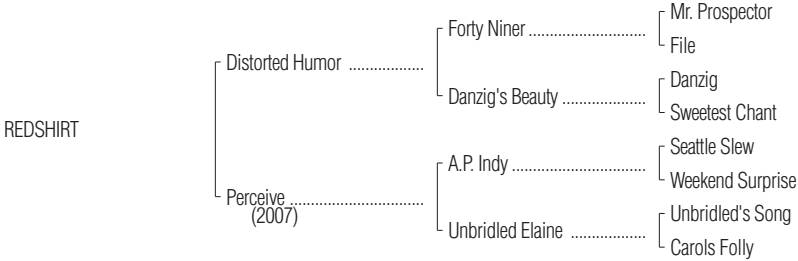 Mr. Prospector
Forty Niner ............................
File
Distorted Humor ..................
Danzig
Danzig's Beauty ....................
Sweetest Chant
REDSHIRT
Seattle Slew
A.P. Indy ................................
Weekend Surprise
Perceive ................................
(2007)
Unbridled's Song
Unbridled Elaine ..................
Carols Folly